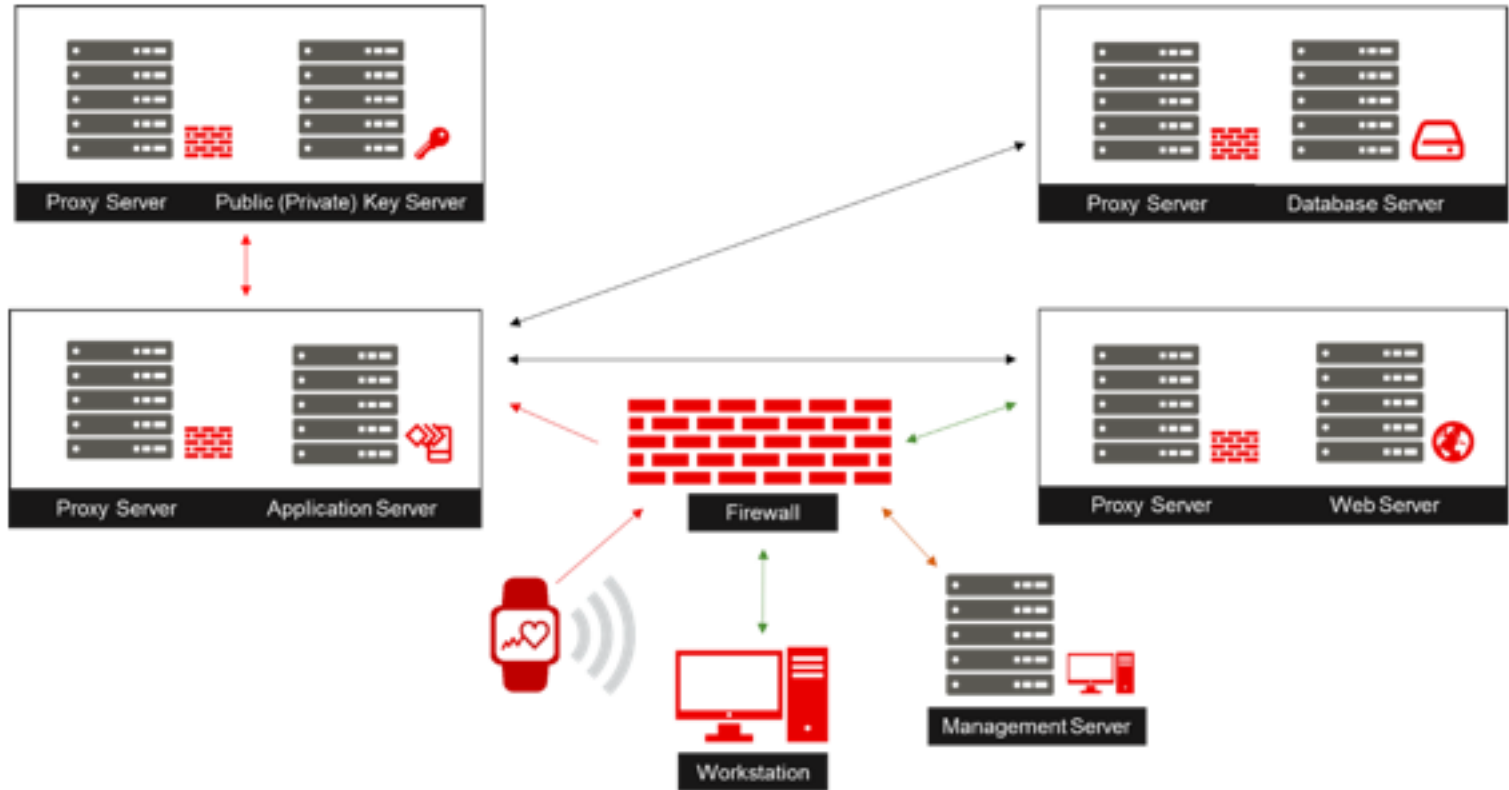 Proxy Server
Public (Private) Key Server
Proxy Server
Database Server
Proxy Server
Application Server
Firewall
Proxy Server
Web Server
Management Server
Workstation